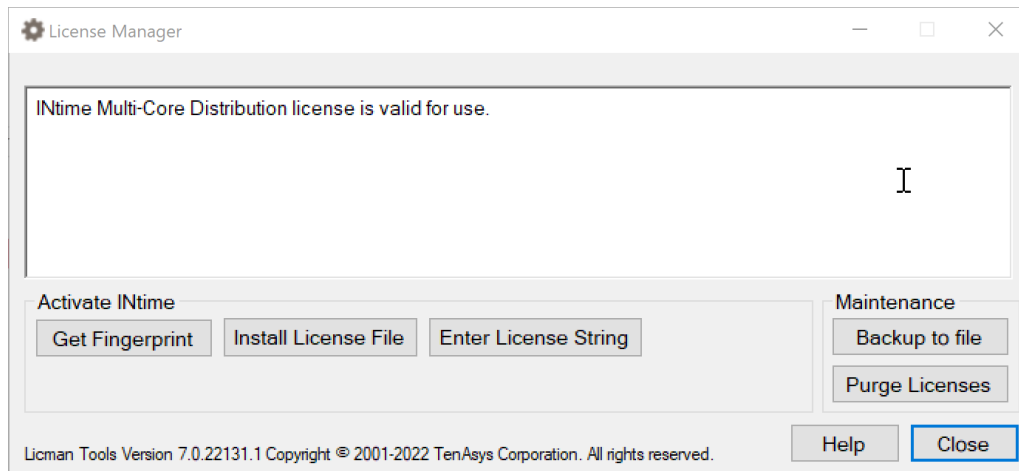 License Manager
INtime Multi-Core Distribution license is valid for use.
Activate INtime
Get Fingerprint
Install License File
Enter License String
Maintenance
Backup to file
Purge Licenses
Licman Tools Version 7.0.22131.1 Copyright © 2001-2022 TenAsys Corporation. All rights reserved.
Help
Close